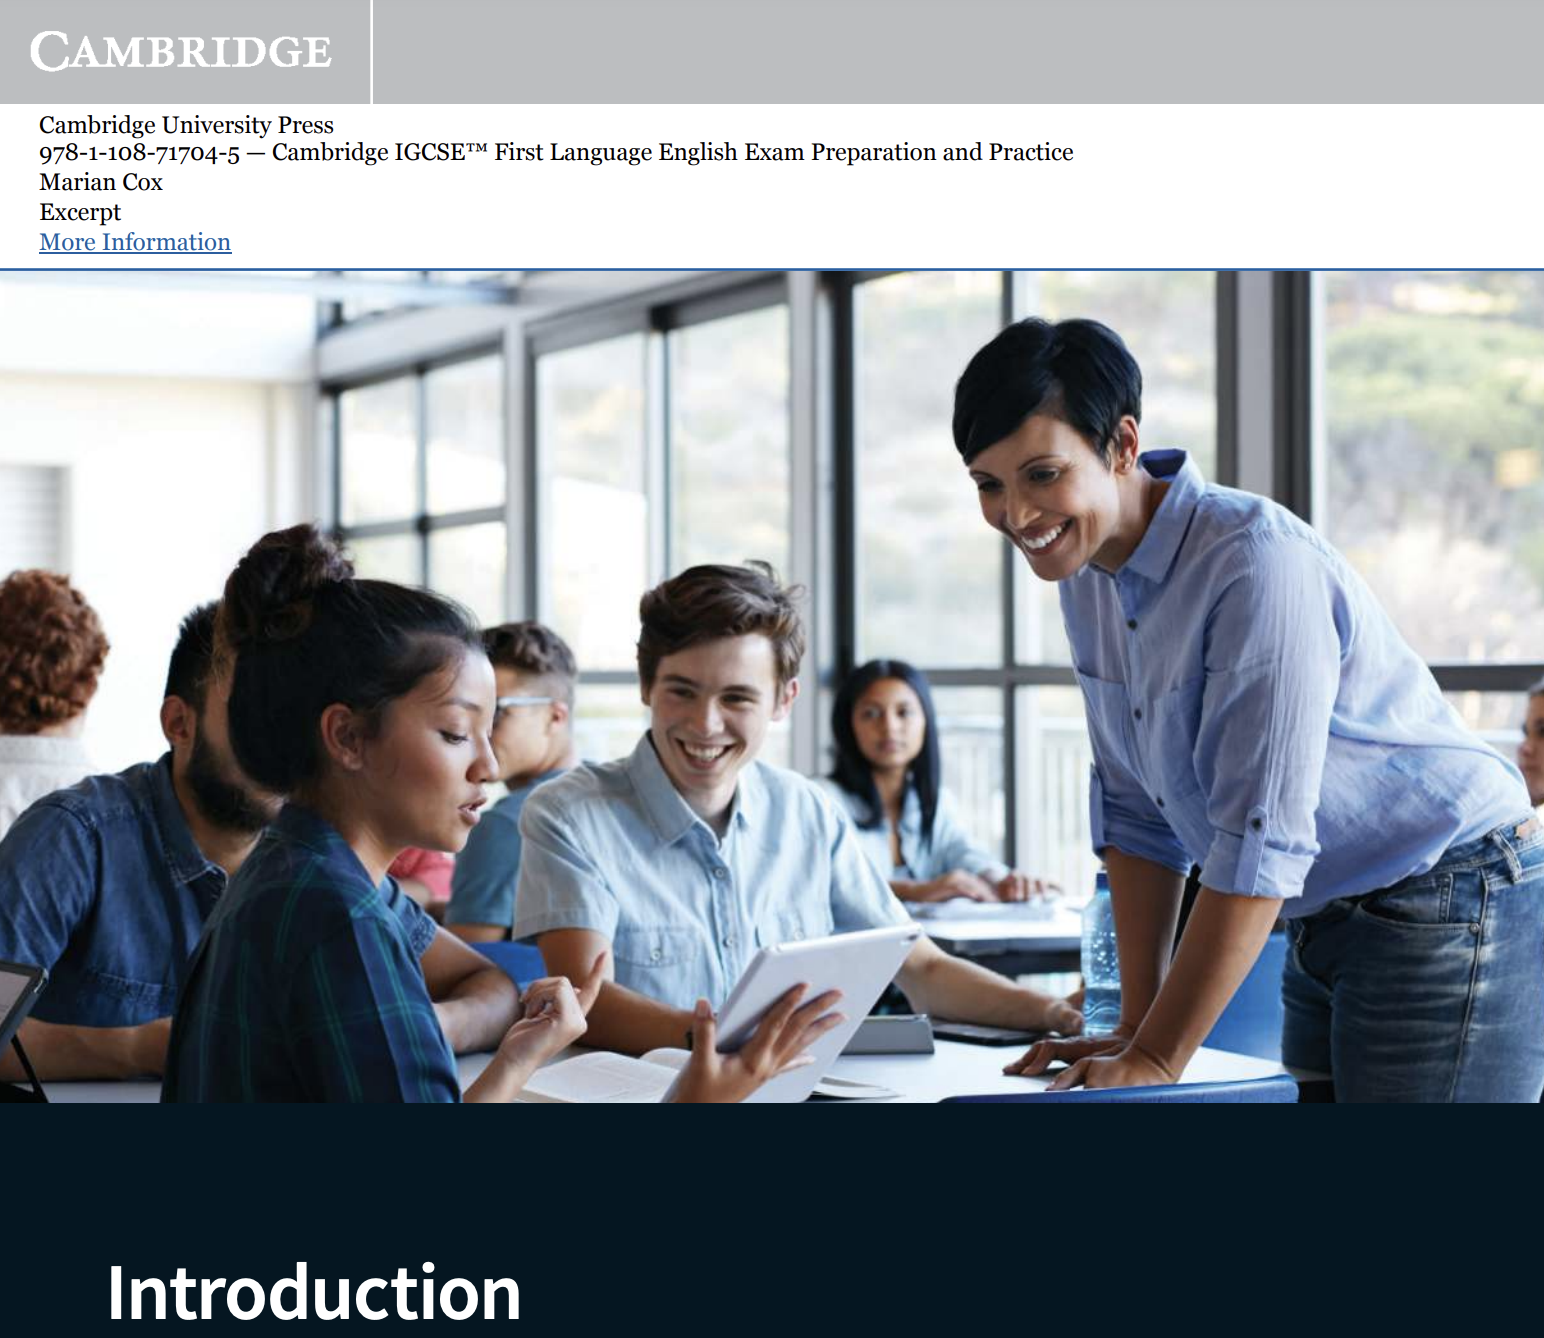 CAMBRIDGE
Cambridge University Press
978-1-108-71704-5 — Cambridge IGCSE™ First Language English Exam Preparation and Practice
Marian Cox
Excerpt
More Information
Introduction